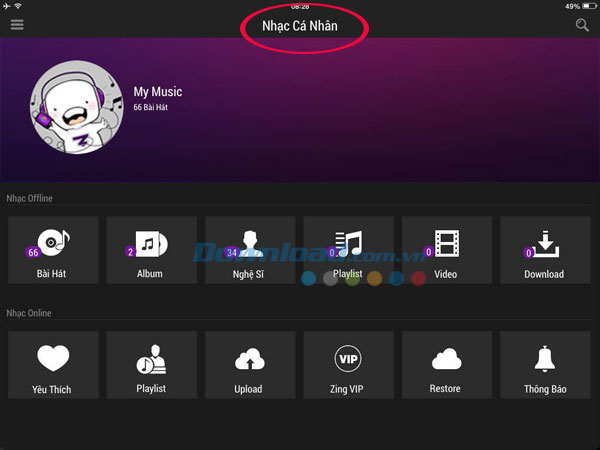 08:28
49%
Nhạc Cá Nhân
My Music
66 Bài Hát
Nhạc Offline
66
2
34
0
0
0
Bài Hát
Album
Nghệ Sĩ
Playlist
Video
Download
Download.com.vn
Nhạc Online
VIP
Yêu Thích
Playlist
Upload
Zing VIP
Restore
Thông Báo